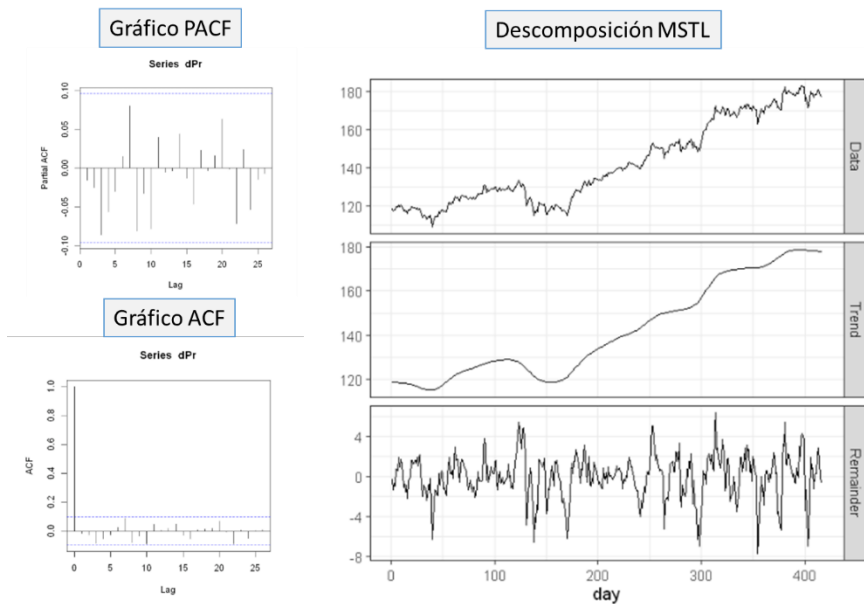 Gráfico PACF
Series dPr
0.10
0.05
0.00
-0.05
-0.10
Partial ACF
0 5 10 15 20 25
Lag
Gráfico ACF
Series dPr
1.0
0.8
0.6
0.4
0.2
0.0
ACF
0 5 10 15 20 25
Lag
Descomposición MSTL
180
160
140
120
Data
180
160
140
120
Trend
4
0
-4
-8
Remainder
0 100 200 300 400
day